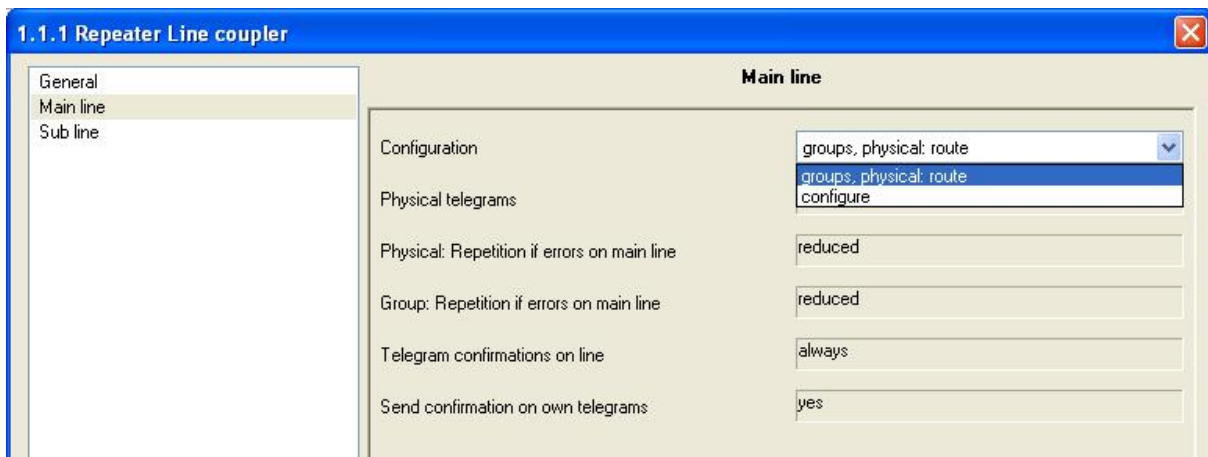 1.1.1 Repeater Line coupler
General
Main line
Sub line
Main line
Configuration
groups, physical: route
groups, physical: route
configure
Physical telegrams
Physical: Repetition if errors on main line
reduced
Group: Repetition if errors on main line
reduced
Telegram confirmations on line
always
Send confirmation on own telegrams
yes